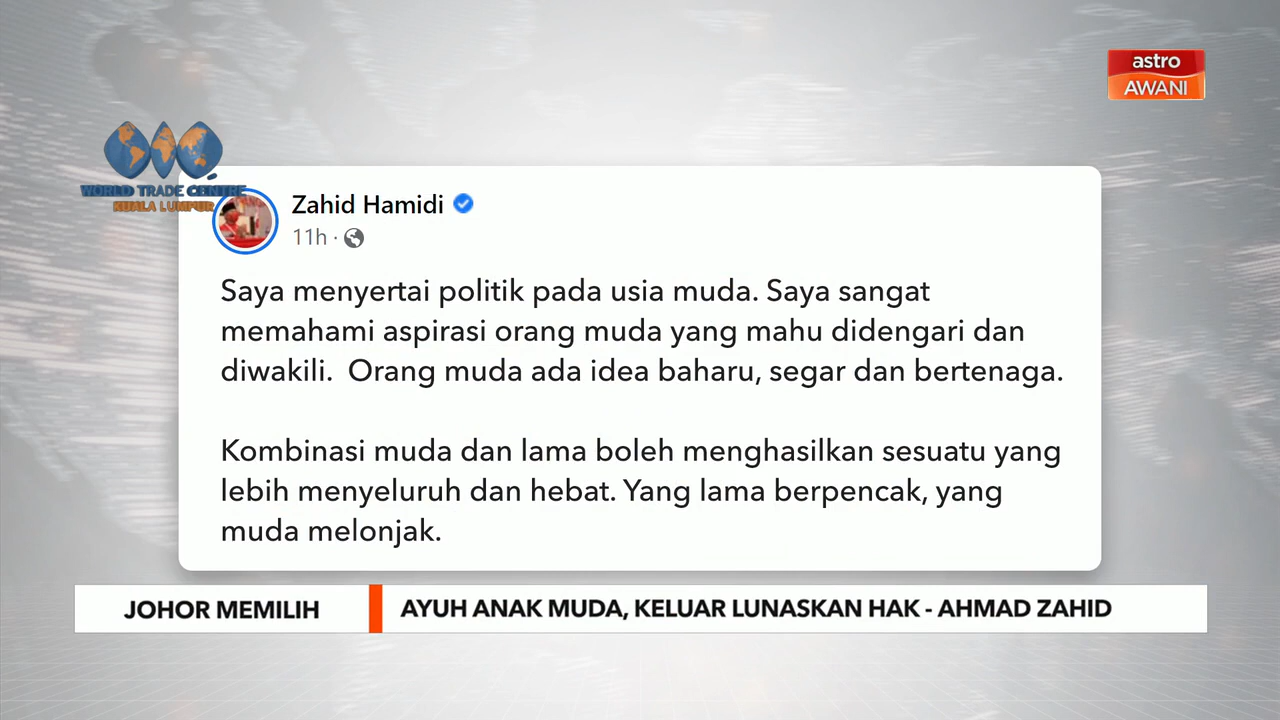 astro
AWANI
WORLD TRADE CENTRE
KUALA LUMPUR
Zahid Hamidi
11h ·
Saya menyertai politik pada usia muda. Saya sangat
memahami aspirasi orang muda yang mahu didengari dan
diwakili.  Orang muda ada idea baharu, segar dan bertenaga.
Kombinasi muda dan lama boleh menghasilkan sesuatu yang
lebih menyeluruh dan hebat. Yang lama berpencak, yang
muda melonjak.
JOHOR MEMILIH
AYUH ANAK MUDA, KELUAR LUNASKAN HAK - AHMAD ZAHID